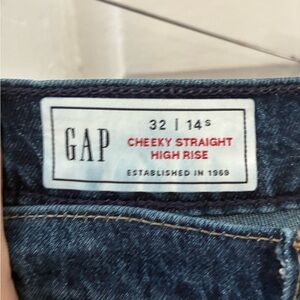 GAP
32 | 14s
CHEEKY STRAIGHT
HIGH RISE
ESTABLISHED IN 1969